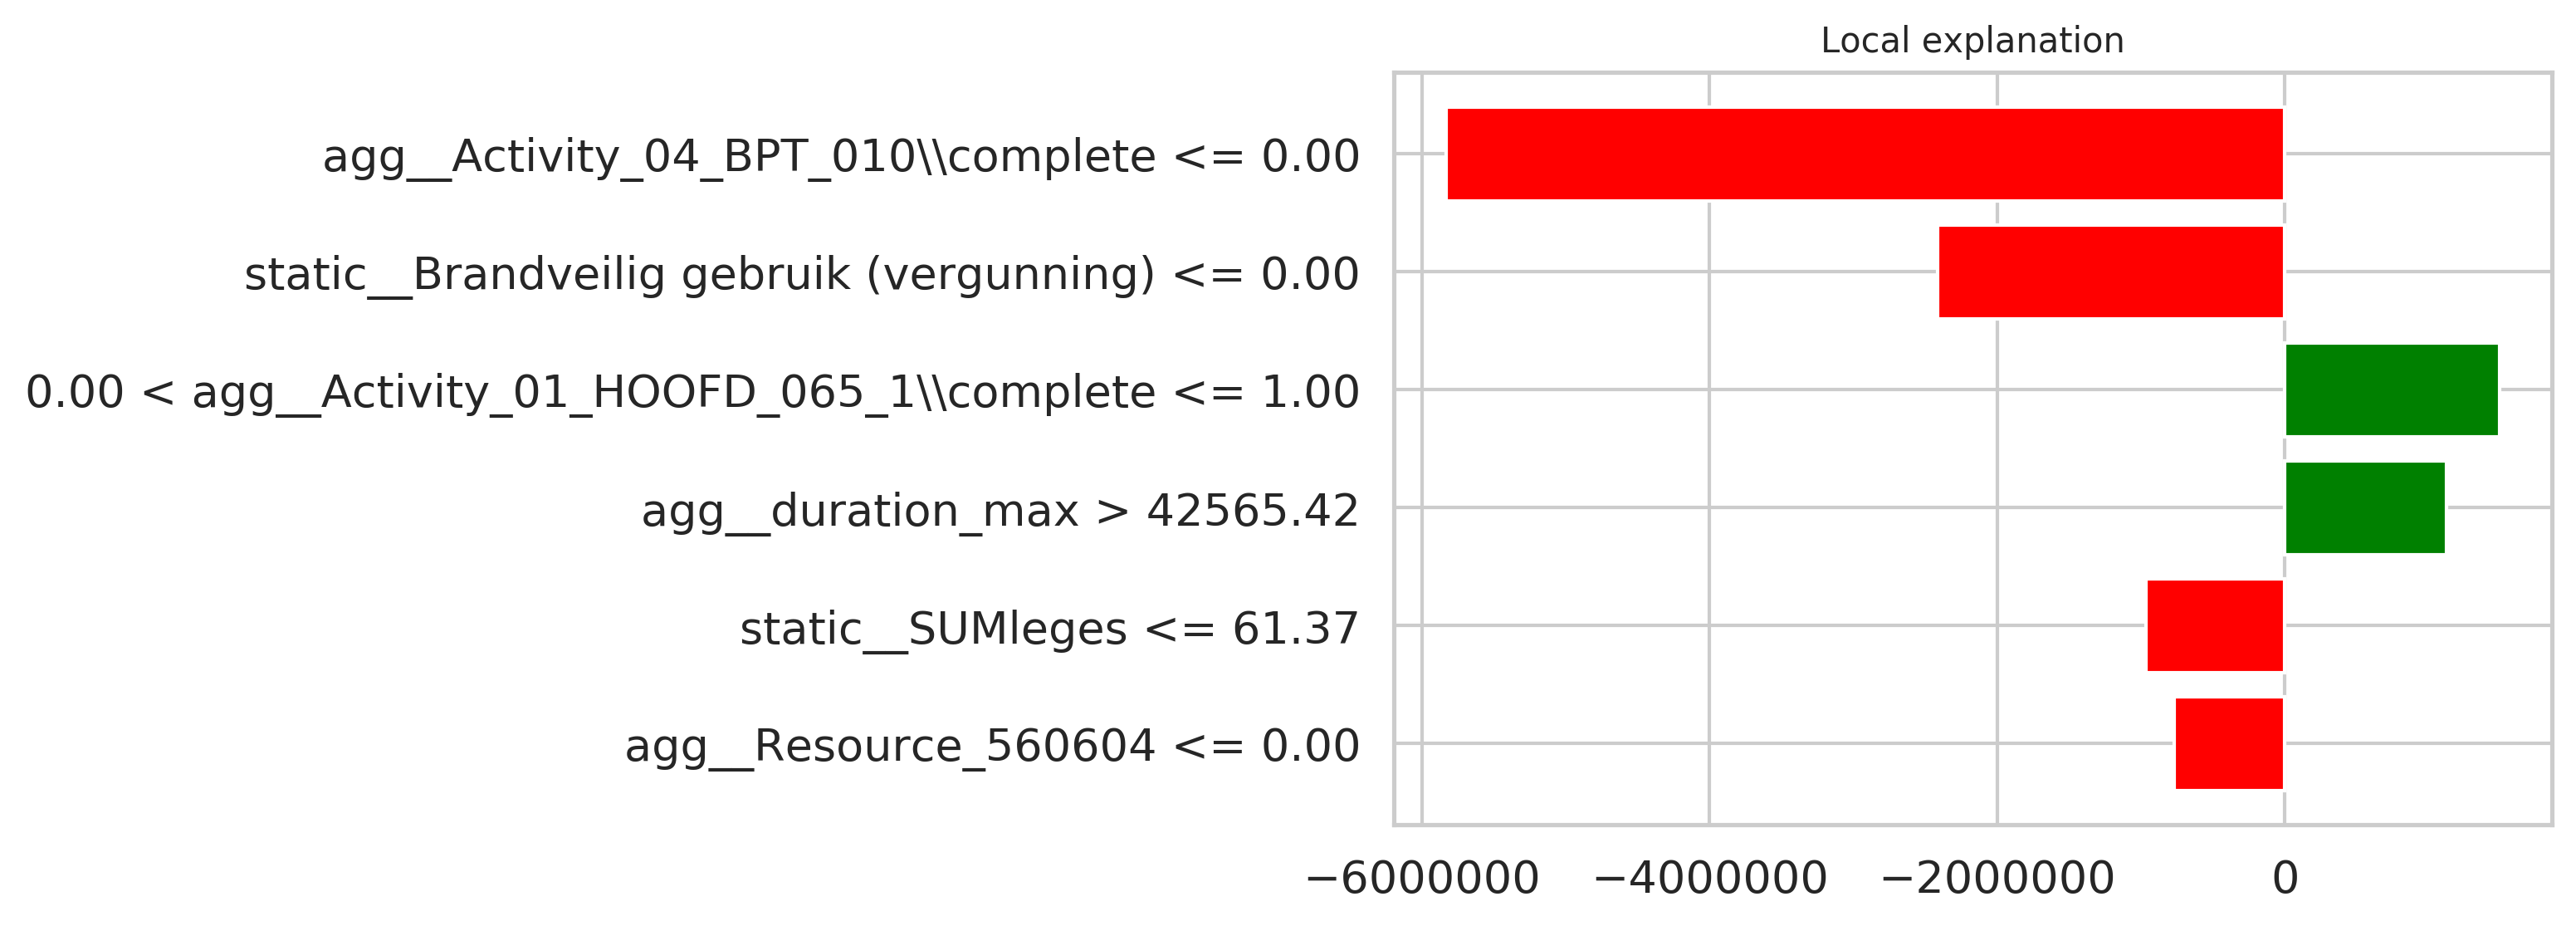 Local explanation
agg__Activity_04_BPT_010\\complete <= 0.00
static__Brandveilig gebruik (vergunning) <= 0.00
0.00 < agg__Activity_01_HOOFD_065_1\\complete <= 1.00
agg__duration_max > 42565.42
static__SUMleges <= 61.37
agg__Resource_560604 <= 0.00
−6000000 −4000000 −2000000 0